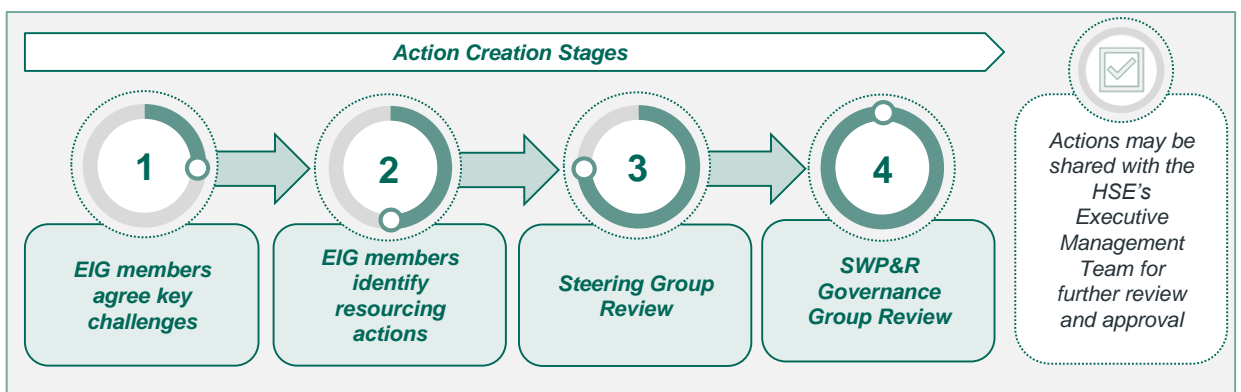 Action Creation Stages
1
2
3
4
EIG members
agree key
challenges
EIG members
identify
resourcing
actions
Steering Group
Review
SWP&R
Governance
Group Review
Actions may be
shared with the
HSE's
Executive
Management
Team for
further review
and approval